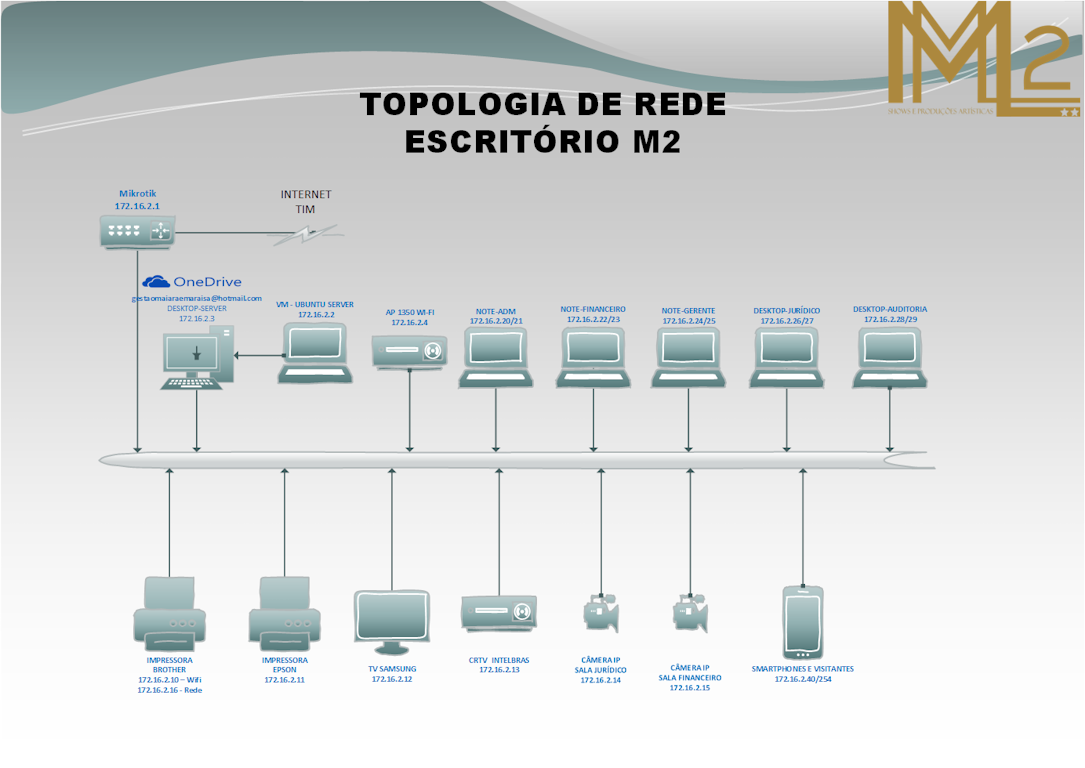 M2
SHOWS E PRODUÇÕES ARTÍSTICAS
TOPOLOGIA DE REDE
ESCRITÓRIO M2
Mikrotik
172.16.2.1
INTERNET
TIM
OneDrive
gestaomaiaraemaraisa@hotmail.com
DESKTOP-SERVER
172.16.2.3
VM - UBUNTU SERVER
172.16.2.2
AP 1350 WI-FI
172.16.2.4
NOTE-ADM
172.16.2.20/21
NOTE-FINANCEIRO
172.16.2.22/23
NOTE-GERENTE
172.16.2.24/25
DESKTOP-JURÍDICO
172.16.2.26/27
DESKTOP-AUDITORIA
172.16.2.28/29
IMPRESSORA
BROTHER
172.16.2.10 – Wifi
172.16.2.16 - Rede
IMPRESSORA
EPSON
172.16.2.11
TV SAMSUNG
172.16.2.12
CRTV INTELBRAS
172.16.2.13
CÂMERA IP
SALA JURÍDICO
172.16.2.14
CÂMERA IP
SALA FINANCEIRO
172.16.2.15
SMARTPHONES E VISITANTES
172.16.2.40/254